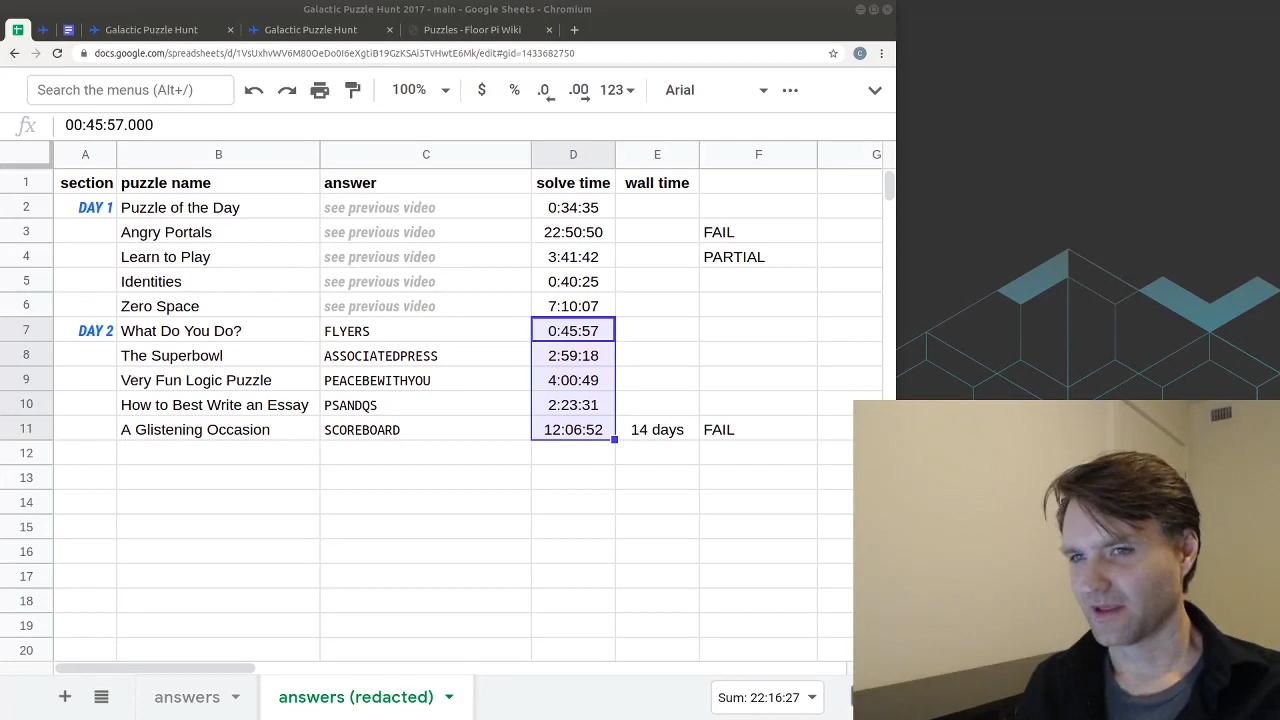 Galactic Puzzle Hunt 2017 - main - Google Sheets - Chromium
Galactic Puzzle Hunt
Galactic Puzzle Hunt
Puzzles - Floor Pi Wiki
docs.google.com/spreadsheets/d/1VsUxhvWV6M80OeDo0I6eXgtiB19GzKSAi5TvHwtE6Mk/edit#gid=1433682750
C
Search the menus (Alt+/)
100%
$ % .0 .00 123
Arial
fx 00:45:57.000
A B C D E F G
1 section puzzle name answer solve time wall time
2 DAY 1 Puzzle of the Day see previous video 0:34:35
3 Angry Portals see previous video 22:50:50 FAIL
4 Learn to Play see previous video 3:41:42 PARTIAL
5 Identities see previous video 0:40:25
6 Zero Space see previous video 7:10:07
7 DAY 2 What Do You Do? FLYERS 0:45:57
8 The Superbowl ASSOCIATEDPRESS 2:59:18
9 Very Fun Logic Puzzle PEACEBEWITHYOU 4:00:49
10 How to Best Write an Essay PSANDQS 2:23:31
11 A Glistening Occasion SCOREBOARD 12:06:52 14 days FAIL
12
13
14
15
16
17
18
19
20
answers
answers (redacted)
Sum: 22:16:27